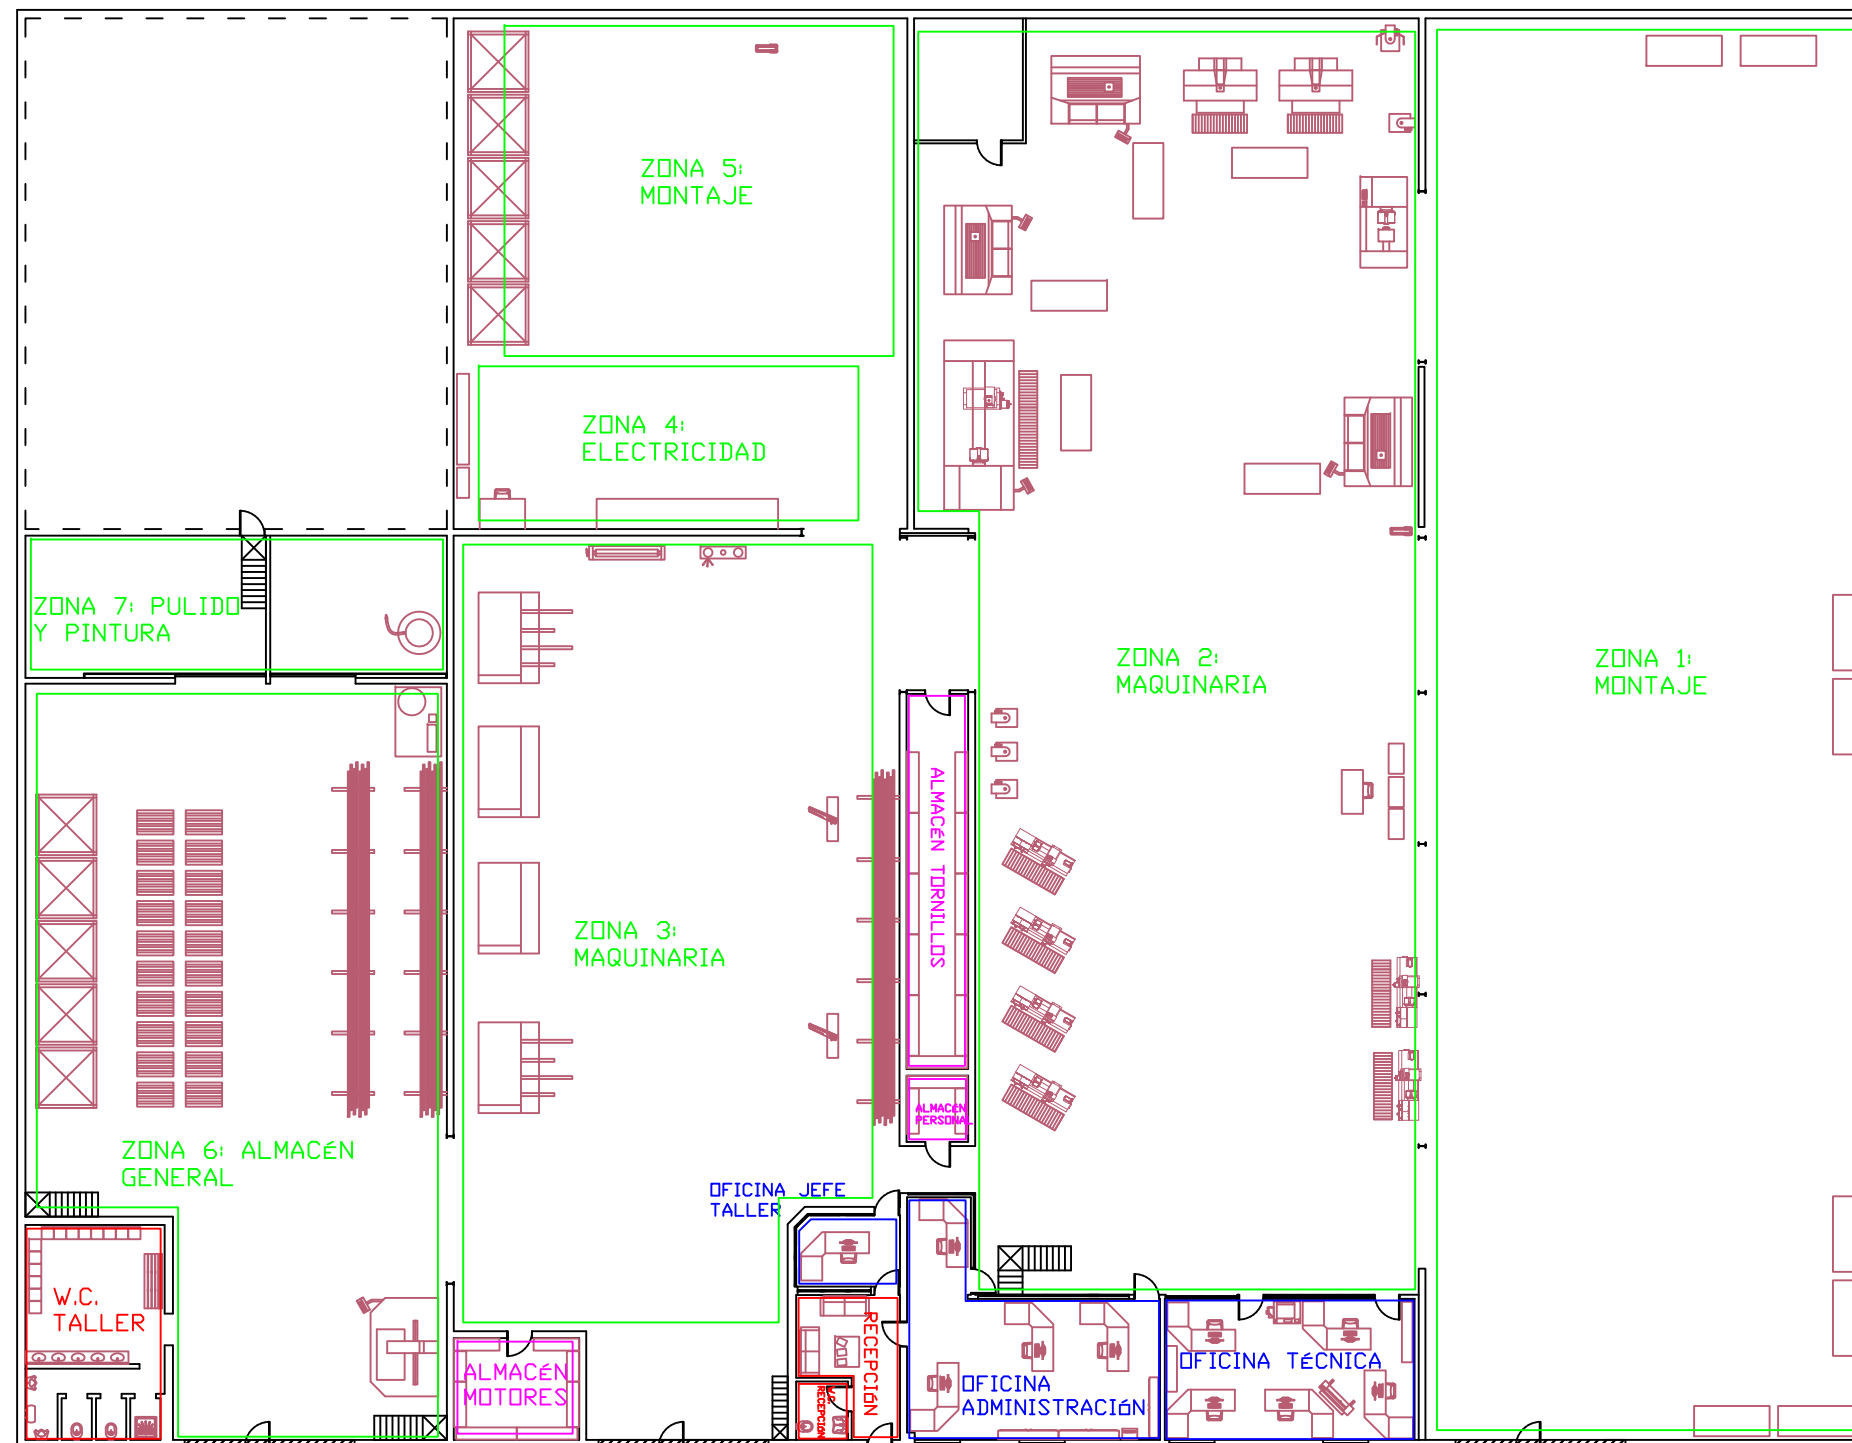 ZONA 5:
MONTAJE
ZONA 4:
ELECTRICIDAD
ZONA 7: PULIDO
Y PINTURA
ZONA 2:
MAQUINARIA
ZONA 1:
MONTAJE
ALMACéN TORNILLOS
ZONA 3:
MAQUINARIA
ALMACéN
PERSONAL
ZONA 6: ALMACéN
GENERAL
OFICINA JEFE
TALLER
W.C.
TALLER
RECEPCIóN
ALMACéN
MOTORES
W.C.
RECEPCIóN
OFICINA
ADMINISTRACIóN
OFICINA TéCNICA